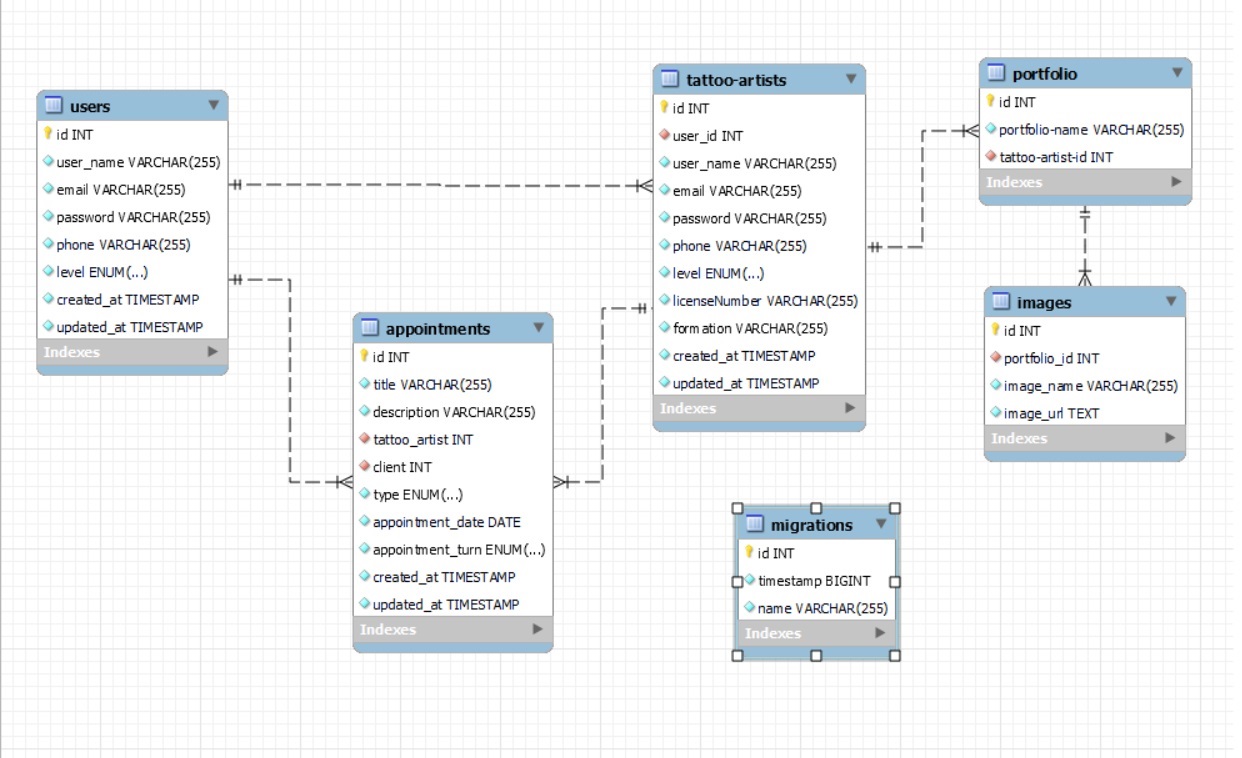 users
id INT
user_name VARCHAR(255)
email VARCHAR(255)
password VARCHAR(255)
phone VARCHAR(255)
level ENUM(...)
created_at TIMESTAMP
updated_at TIMESTAMP
Indexes
appointments
id INT
title VARCHAR(255)
description VARCHAR(255)
tattoo_artist INT
client INT
type ENUM(...)
appointment_date DATE
appointment_turn ENUM(...)
created_at TIMESTAMP
updated_at TIMESTAMP
Indexes
tattoo-artists
id INT
user_id INT
user_name VARCHAR(255)
email VARCHAR(255)
password VARCHAR(255)
phone VARCHAR(255)
level ENUM(...)
licenseNumber VARCHAR(255)
formation VARCHAR(255)
created_at TIMESTAMP
updated_at TIMESTAMP
Indexes
portfolio
id INT
portfolio-name VARCHAR(255)
tattoo-artist-id INT
Indexes
images
id INT
portfolio_id INT
image_name VARCHAR(255)
image_url TEXT
Indexes
migrations
id INT
timestamp BIGINT
name VARCHAR(255)
Indexes